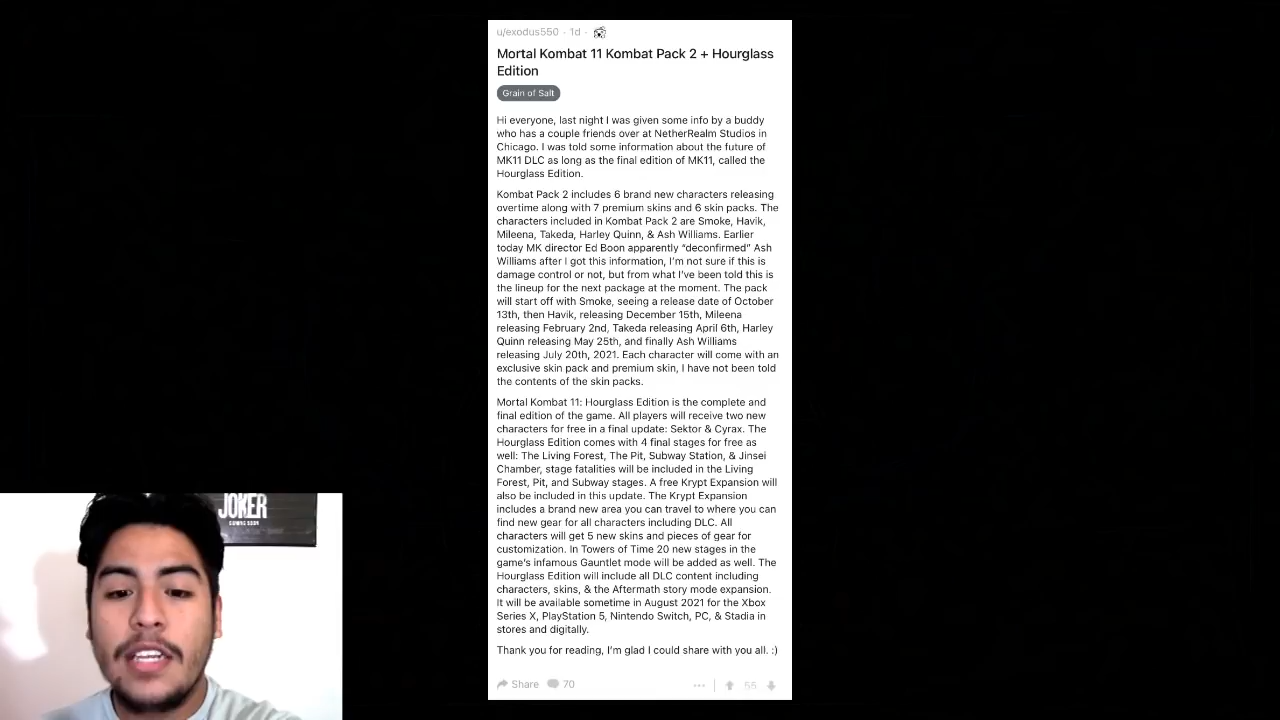 u/exodus550 · 1d ·
Mortal Kombat 11 Kombat Pack 2 + Hourglass
Edition
Grain of Salt
Hi everyone, last night I was given some info by a buddy
who has a couple friends over at NetherRealm Studios in
Chicago. I was told some information about the future of
MK11 DLC as long as the final edition of MK11, called the
Hourglass Edition.
Kombat Pack 2 includes 6 brand new characters releasing
overtime along with 7 premium skins and 6 skin packs. The
characters included in Kombat Pack 2 are Smoke, Havik,
Mileena, Takeda, Harley Quinn, & Ash Williams. Earlier
today MK director Ed Boon apparently “deconfirmed” Ash
Williams after I got this information, I’m not sure if this is
damage control or not, but from what I’ve been told this is
the lineup for the next package at the moment. The pack
will start off with Smoke, seeing a release date of October
13th, then Havik, releasing December 15th, Mileena
releasing February 2nd, Takeda releasing April 6th, Harley
Quinn releasing May 25th, and finally Ash Williams
releasing July 20th, 2021. Each character will come with an
exclusive skin pack and premium skin, I have not been told
the contents of the skin packs.
Mortal Kombat 11: Hourglass Edition is the complete and
final edition of the game. All players will receive two new
characters for free in a final update: Sektor & Cyrax. The
Hourglass Edition comes with 4 final stages for free as
well: The Living Forest, The Pit, Subway Station, & Jinsei
Chamber, stage fatalities will be included in the Living
Forest, Pit, and Subway stages. A free Krypt Expansion will
also be included in this update. The Krypt Expansion
includes a brand new area you can travel to where you can
find new gear for all characters including DLC. All
characters will get 5 new skins and pieces of gear for
customization. In Towers of Time 20 new stages in the
game’s infamous Gauntlet mode will be added as well. The
Hourglass Edition will include all DLC content including
characters, skins, & the Aftermath story mode expansion.
It will be available sometime in August 2021 for the Xbox
Series X, PlayStation 5, Nintendo Switch, PC, & Stadia in
stores and digitally.
Thank you for reading, I’m glad I could share with you all. :)
Share 70 ··· 55
JOKER
COMING SOON